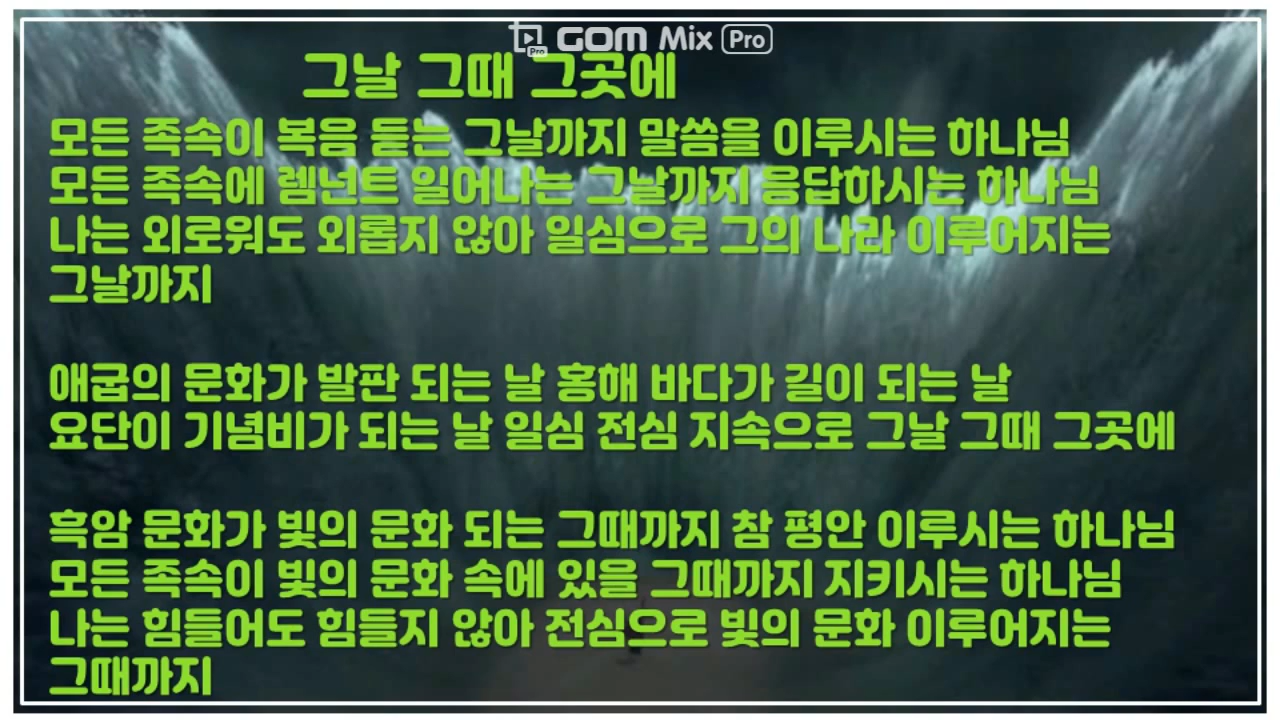 GOM Mix Pro
그날 그때 그곳에
모든 족속이 복음 듣는 그날까지 말씀을 이루시는 하나님
모든 족속에 렘넌트 일어나는 그날까지 응답하시는 하나님
나는 외로워도 외롭지 않아 일심으로 그의 나라 이루어지는
그날까지
애굽의 문화가 발판 되는 날 홍해 바다가 길이 되는 날
요단이 기념비가 되는 날 일심 전심 지속으로 그날 그때 그곳에
흑암 문화가 빛의 문화 되는 그때까지 참 평안 이루시는 하나님
모든 족속이 빛의 문화 속에 있을 그때까지 지키시는 하나님
나는 힘들어도 힘들지 않아 전심으로 빛의 문화 이루어지는
그때까지